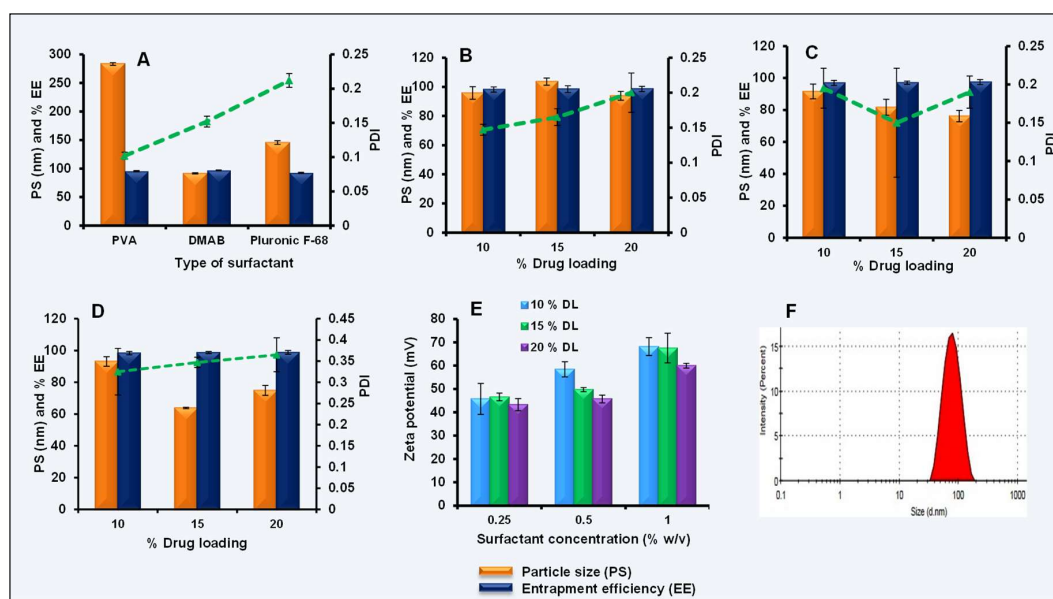 A
PS (nm) and % EE
300
250
200
150
100
50
0
0.25
0.2
0.15
0.1
0.05
0
PDI
PVA
DMAB
Pluronic F-68
Type of surfactant
B
PS (nm) and % EE
120
100
80
60
40
20
0
0.25
0.2
0.15
0.1
0.05
0
PDI
10
15
20
% Drug loading
C
PS (nm) and % EE
120
100
80
60
40
20
0
0.25
0.2
0.15
0.1
0.05
0
PDI
10
15
20
% Drug loading
D
PS (nm) and % EE
120
100
80
60
40
20
0
0.45
0.4
0.35
0.3
0.25
0.2
0.15
0.1
0.05
0
PDI
10
15
20
% Drug loading
E
10 % DL
15 % DL
20 % DL
Zeta potential (mV)
80
70
60
50
40
30
20
10
0
0.25
0.5
1
Surfactant concentration (% w/v)
F
Intensity (Percent)
15
10
5
0
0.1
1
10
100
1000
Size (d.nm)
Particle size (PS)
Entrapment efficiency (EE)